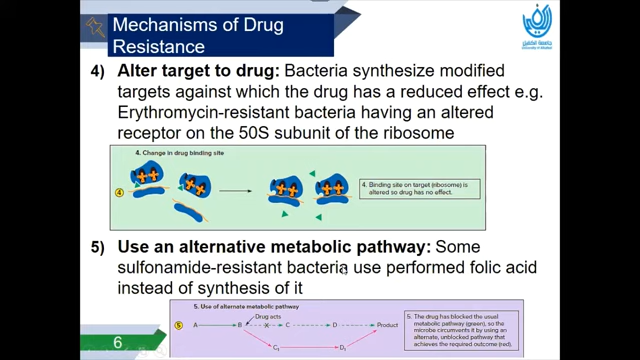 Mechanisms of Drug
Resistance
4) Alter target to drug: Bacteria synthesize modified
targets against which the drug has a reduced effect e.g.
Erythromycin-resistant bacteria having an altered
receptor on the 50S subunit of the ribosome
4. Change in drug binding site
4
4. Binding site on target (ribosome) is
altered so drug has no effect.
5) Use an alternative metabolic pathway: Some
sulfonamide-resistant bacteria use performed folic acid
instead of synthesis of it
5. Use of alternate metabolic pathway
Drug acts
5 A B X C D Product
C₁ D₁
5. The drug has blocked the usual
metabolic pathway (green), so the
microbe circumvents it by using an
alternate, unblocked pathway
that achieves the required outcome (red).
6